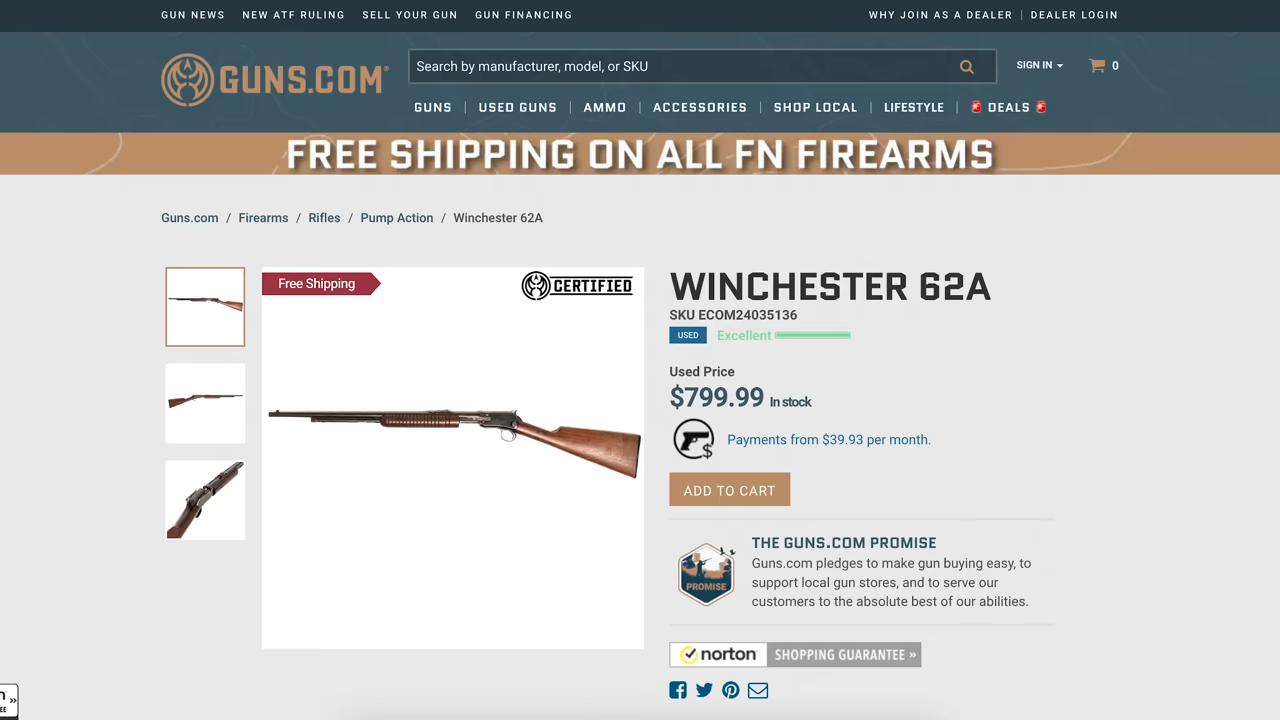 GUN NEWS NEW ATF RULING SELL YOUR GUN GUN FINANCING WHY JOIN AS A DEALER | DEALER LOGIN
GUNS.COM®
Search by manufacturer, model, or SKU
SIGN IN
0
GUNS | USED GUNS | AMMO | ACCESSORIES | SHOP LOCAL | LIFESTYLE | DEALS
FREE SHIPPING ON ALL FN FIREARMS
Guns.com / Firearms / Rifles / Pump Action / Winchester 62A
Free Shipping
CERTIFIED
WINCHESTER 62A
SKU ECOM24035136
USED Excellent
Used Price
$799.99 In stock
$
Payments from $39.93 per month.
ADD TO CART
THE GUNS.COM PROMISE
PROMISE
Guns.com pledges to make gun buying easy, to
support local gun stores, and to serve our
customers to the absolute best of our abilities.
norton SHOPPING GUARANTEE »
n »
EE